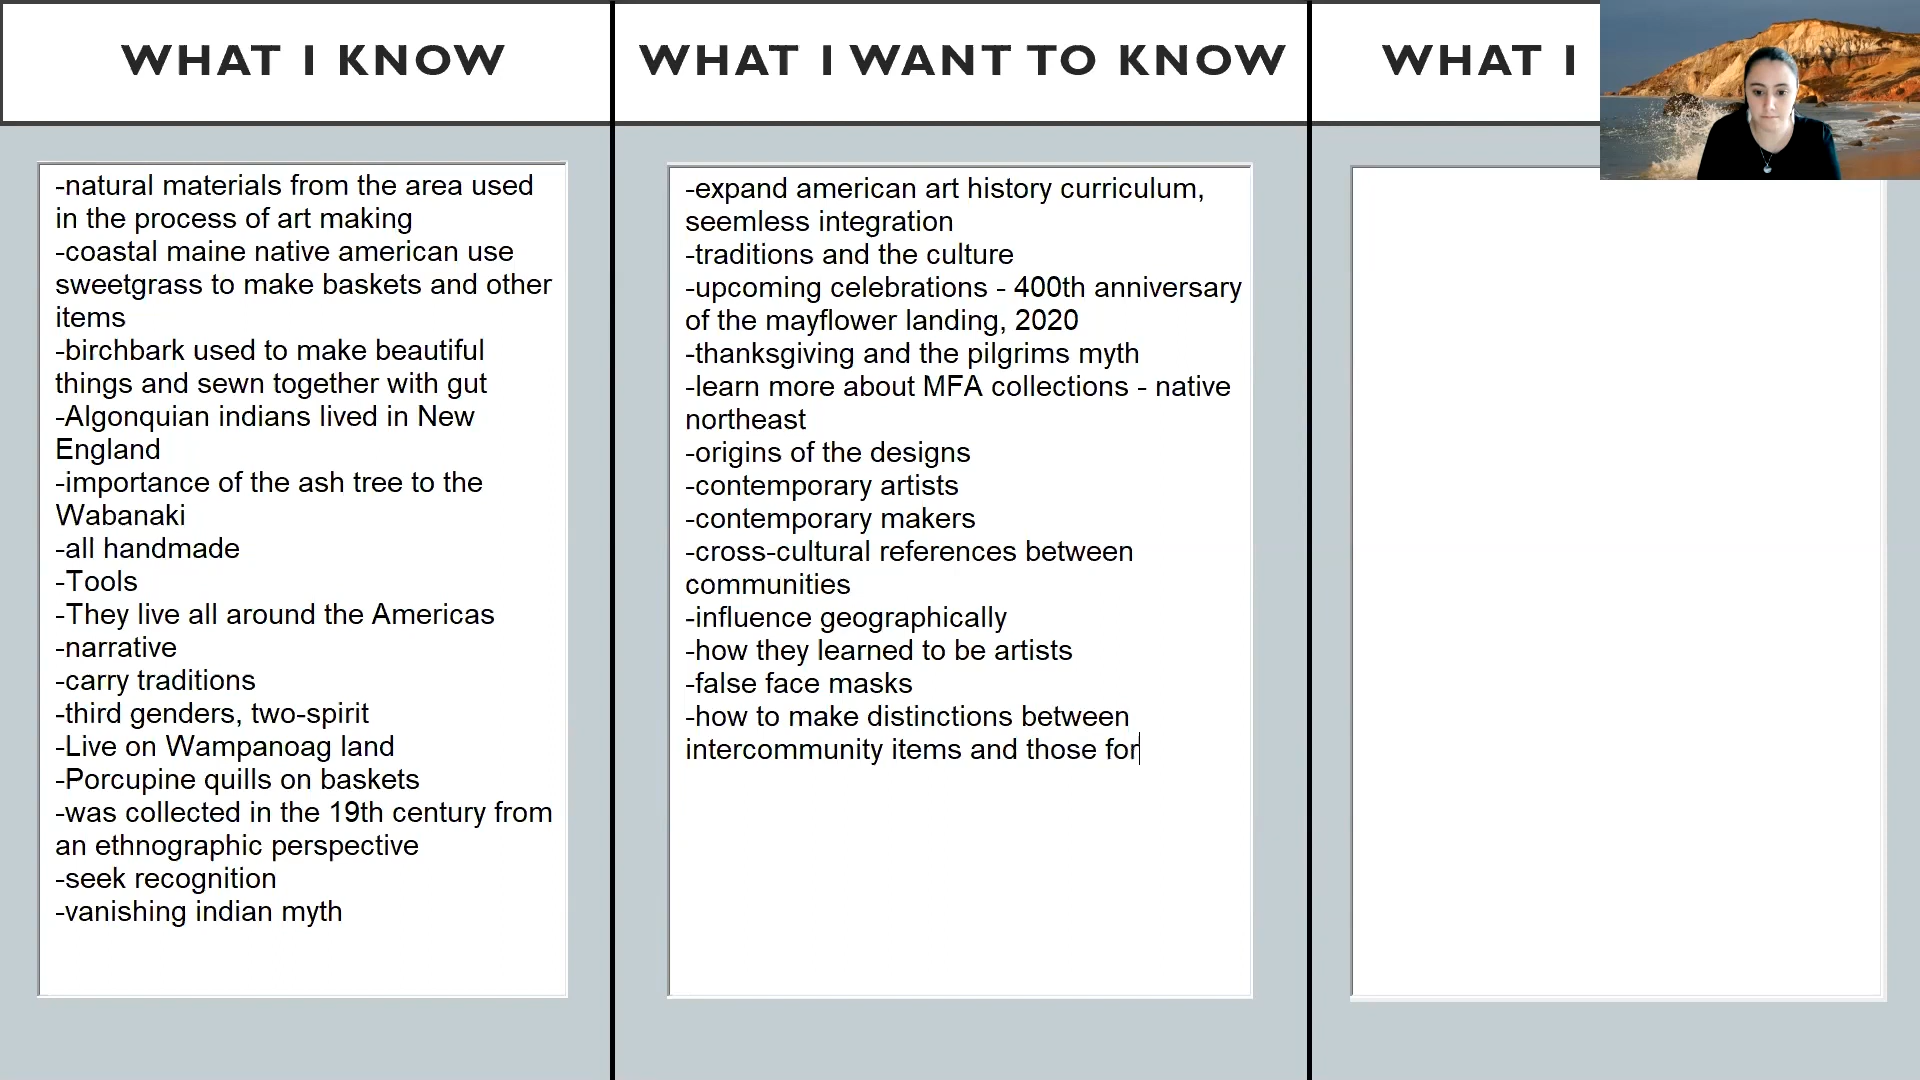 WHAT I KNOW
-natural materials from the area used
in the process of art making
-coastal maine native american use
sweetgrass to make baskets and other
items
-birchbark used to make beautiful
things and sewn together with gut
-Algonquian indians lived in New
England
-importance of the ash tree to the
Wabanaki
-all handmade
-Tools
-They live all around the Americas
-narrative
-carry traditions
-third genders, two-spirit
-Live on Wampanoag land
-Porcupine quills on baskets
-was collected in the 19th century from
an ethnographic perspective
-seek recognition
-vanishing indian myth
WHAT I WANT TO KNOW
-expand american art history curriculum,
seemless integration
-traditions and the culture
-upcoming celebrations - 400th anniversary
of the mayflower landing, 2020
-thanksgiving and the pilgrims myth
-learn more about MFA collections - native
northeast
-origins of the designs
-contemporary artists
-contemporary makers
-cross-cultural references between
communities
-influence geographically
-how they learned to be artists
-false face masks
-how to make distinctions between
intercommunity items and those for
WHAT I